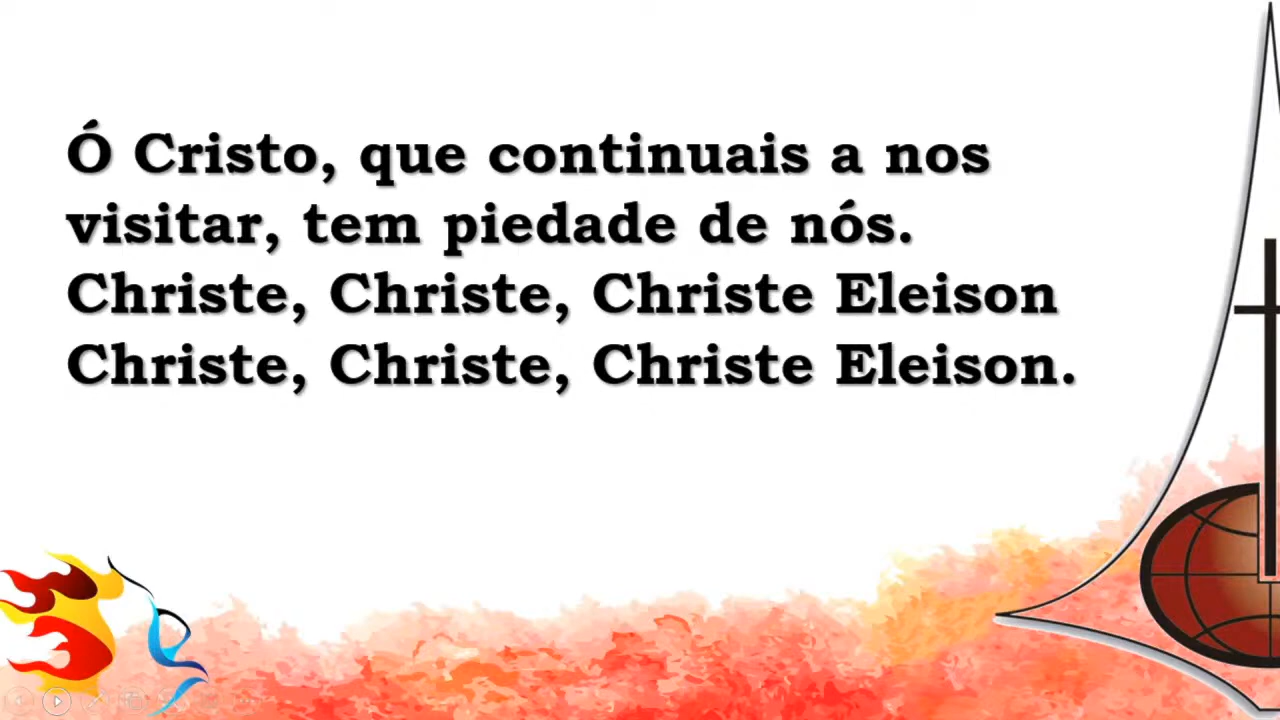 Ó Cristo, que continuais a nos
visitar, tem piedade de nós.
Christe, Christe, Christe Eleison
Christe, Christe, Christe Eleison.